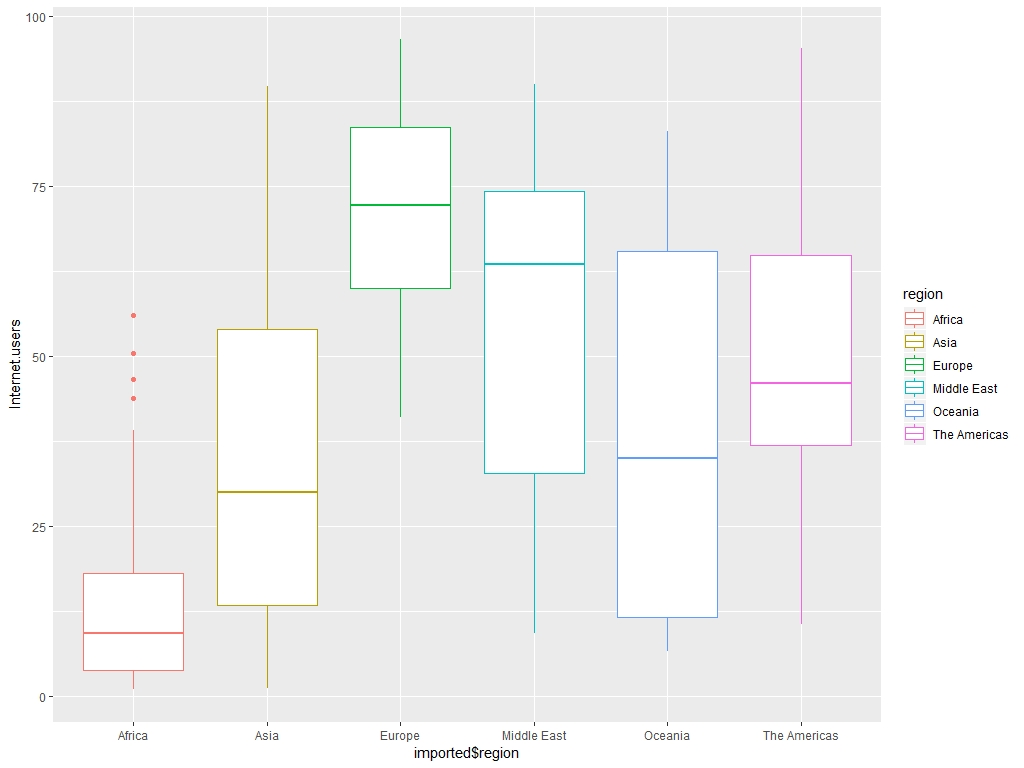 100
75
50
25
0
Internet.users
Africa
Asia
Europe
Middle East
Oceania
The Americas
imported$region
region
Africa
Asia
Europe
Middle East
Oceania
The Americas